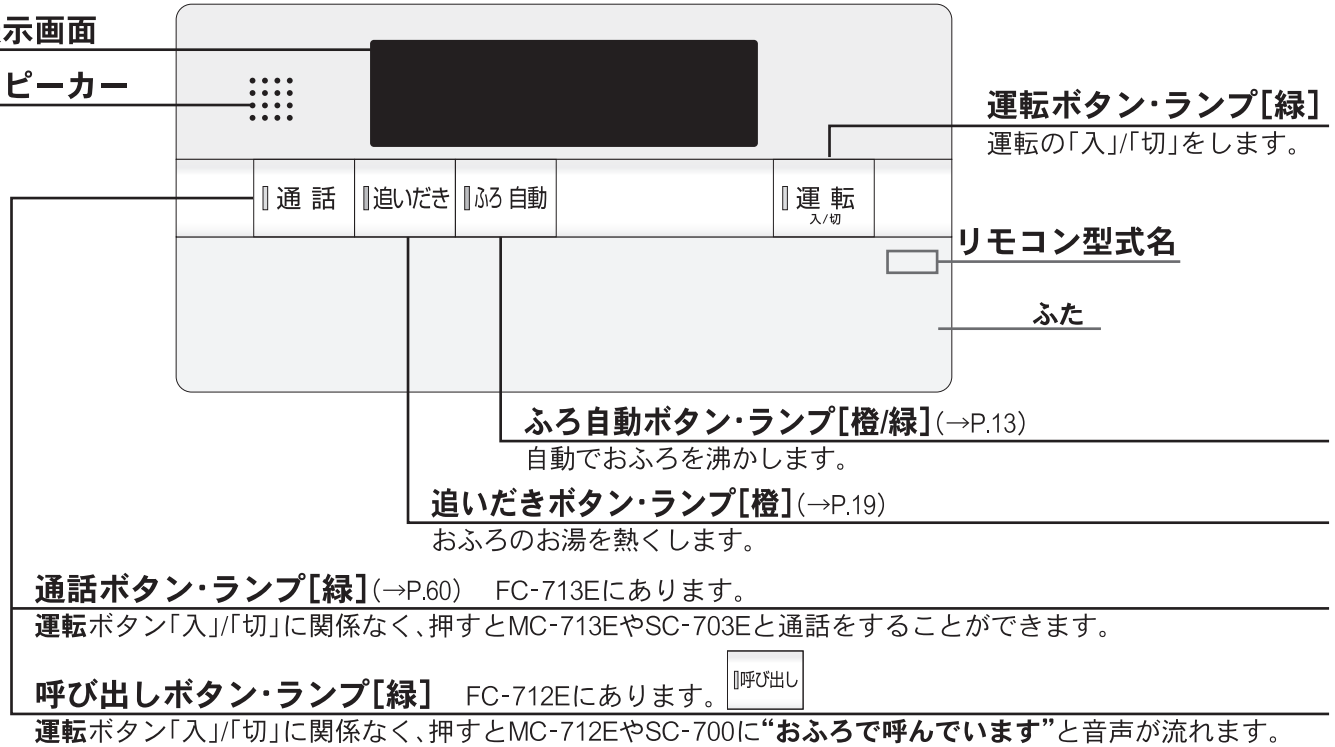 示画面
ピーカー
運転ボタン・ランプ[緑]
運転の「入」/「切」をします。
通話
追いだき
ふろ 自動
運転
入/切
リモコン型式名
ふた
ふろ自動ボタン・ランプ[橙/緑](→P.13)
自動でおふろを沸かします。
追いだきボタン・ランプ[橙](→P.19)
おふろのお湯を熱くします。
通話ボタン・ランプ[緑](→P.60) FC-713Eにあります。
運転ボタン「入」/「切」に関係なく、押すとMC-713EやSC-703Eと通話をすることができます。
呼び出しボタン・ランプ[緑] FC-712Eにあります。 呼び出し
運転ボタン「入」/「切」に関係なく、押すとMC-712EやSC-700に“おふろで呼んでいます”と音声が流れます。